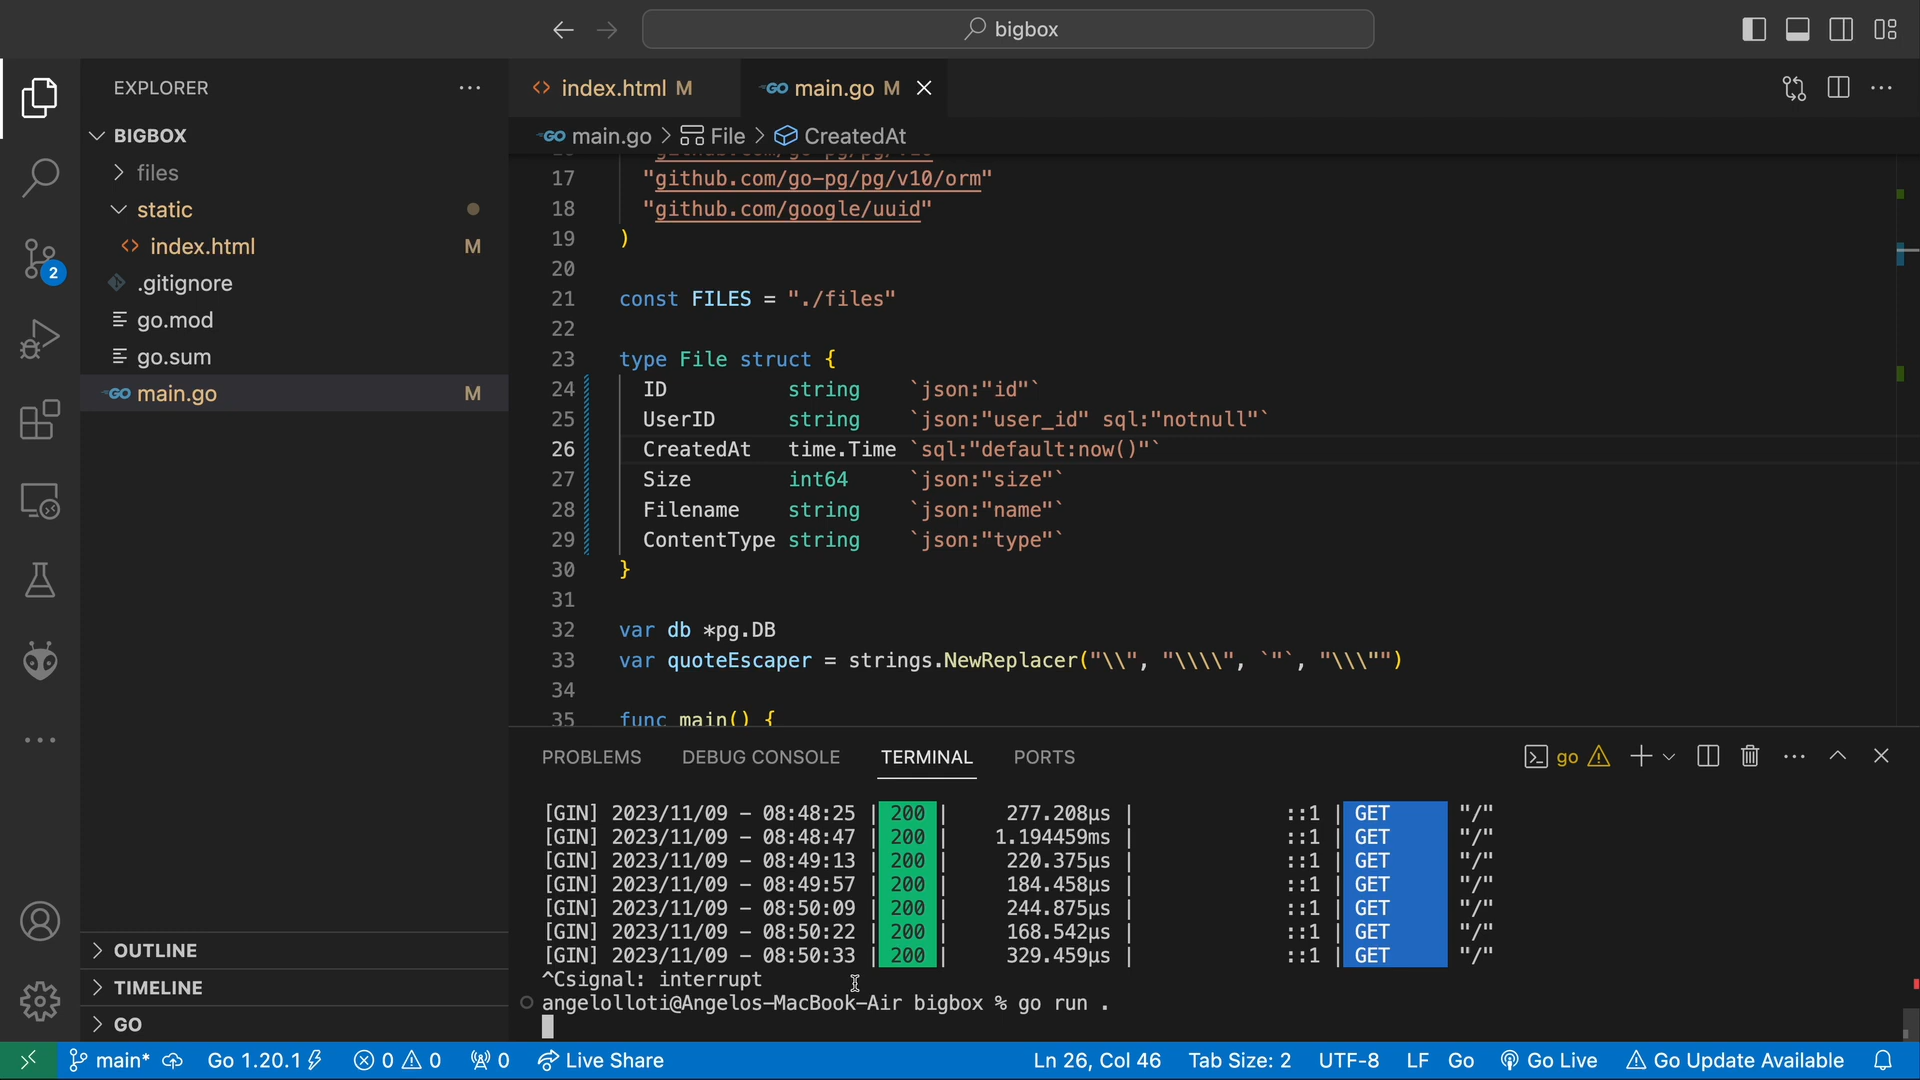 bigbox
EXPLORER
BIGBOX
files
static
index.html M
.gitignore
go.mod
go.sum
main.go M
OUTLINE
TIMELINE
GO
2
index.html M
main.go M
main.go > File > CreatedAt
17 "github.com/go-pg/pg/v10/orm"
18 "github.com/google/uuid"
19 )
20
21 const FILES = "./files"
22
23 type File struct {
24 ID string `json:"id"`
25 UserID string `json:"user_id" sql:"notnull"`
26 CreatedAt time.Time `sql:"default:now()"`
27 Size int64 `json:"size"`
28 Filename string `json:"name"`
29 ContentType string `json:"type"`
30 }
31
32 var db *pg.DB
33 var quoteEscaper = strings.NewReplacer("\\", "\\\\", `"`, "\\\"")
34
35 func main() {
PROBLEMS DEBUG CONSOLE TERMINAL PORTS
go
[GIN] 2023/11/09 - 08:48:25 | 200 | 277.208µs | ::1 | GET "/"
[GIN] 2023/11/09 - 08:48:47 | 200 | 1.194459ms | ::1 | GET "/"
[GIN] 2023/11/09 - 08:49:13 | 200 | 220.375µs | ::1 | GET "/"
[GIN] 2023/11/09 - 08:49:57 | 200 | 184.458µs | ::1 | GET "/"
[GIN] 2023/11/09 - 08:50:09 | 200 | 244.875µs | ::1 | GET "/"
[GIN] 2023/11/09 - 08:50:22 | 200 | 168.542µs | ::1 | GET "/"
[GIN] 2023/11/09 - 08:50:33 | 200 | 329.459µs | ::1 | GET "/"
^Csignal: interrupt
angelolloti@Angelos-MacBook-Air bigbox % go run .
main* Go 1.20.1 0 0 0 Live Share Ln 26, Col 46 Tab Size: 2 UTF-8 LF Go Go Live Go Update Available